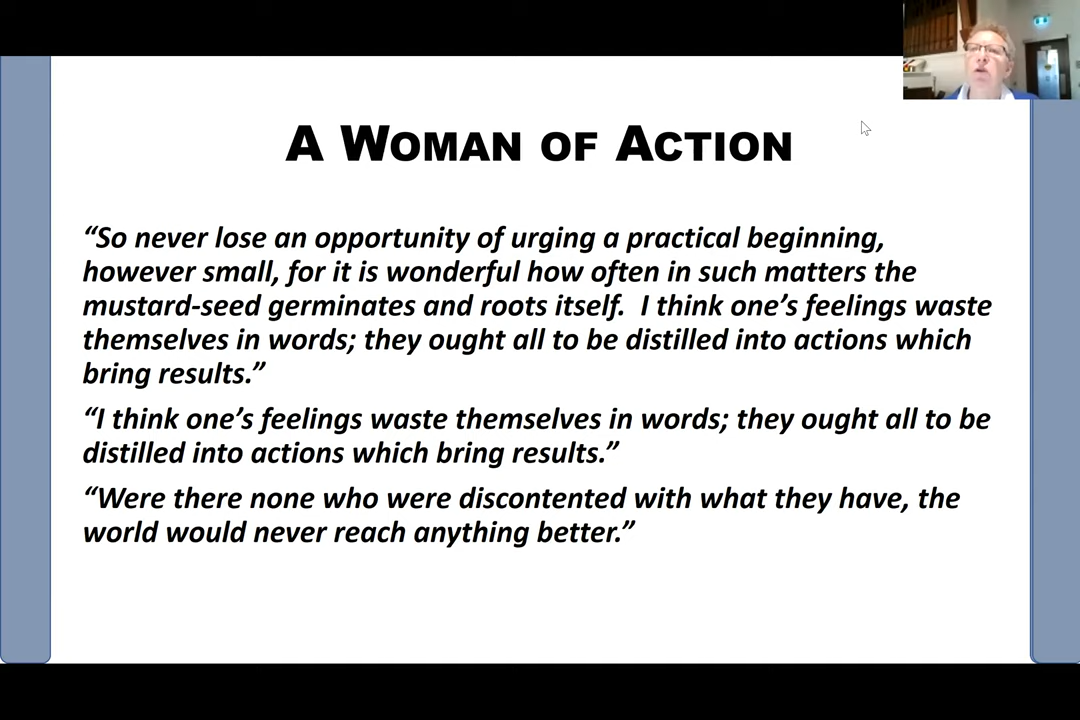 A WOMAN OF ACTION
“So never lose an opportunity of urging a practical beginning,
however small, for it is wonderful how often in such matters the
mustard-seed germinates and roots itself.  I think one’s feelings waste
themselves in words; they ought all to be distilled into actions which
bring results.”
“I think one’s feelings waste themselves in words; they ought all to be
distilled into actions which bring results.”
“Were there none who were discontented with what they have, the
world would never reach anything better.”